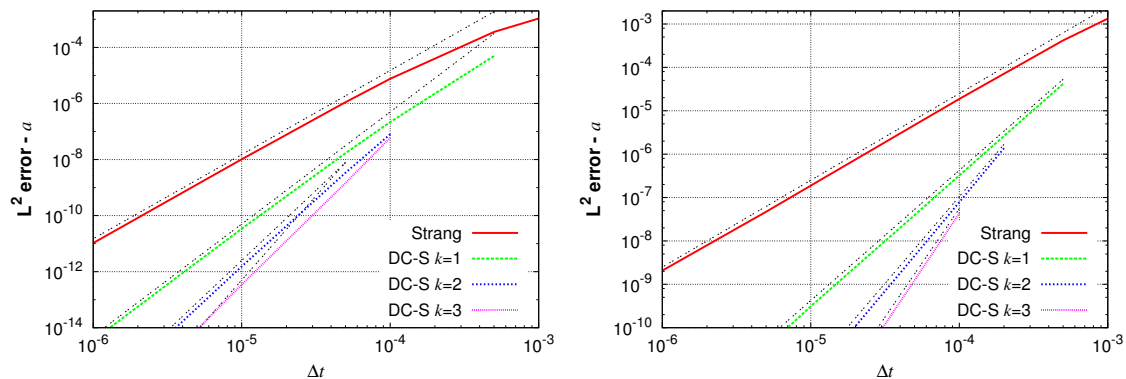 10^-4
10^-6
10^-8
10^-10
10^-12
10^-14
L^2 error - a
10^-6
10^-5
10^-4
10^-3
Δt
Strang
DC-S k=1
DC-S k=2
DC-S k=3
10^-3
10^-4
10^-5
10^-6
10^-7
10^-8
10^-9
10^-10
L^2 error - a
10^-6
10^-5
10^-4
10^-3
Δt
Strang
DC-S k=1
DC-S k=2
DC-S k=3